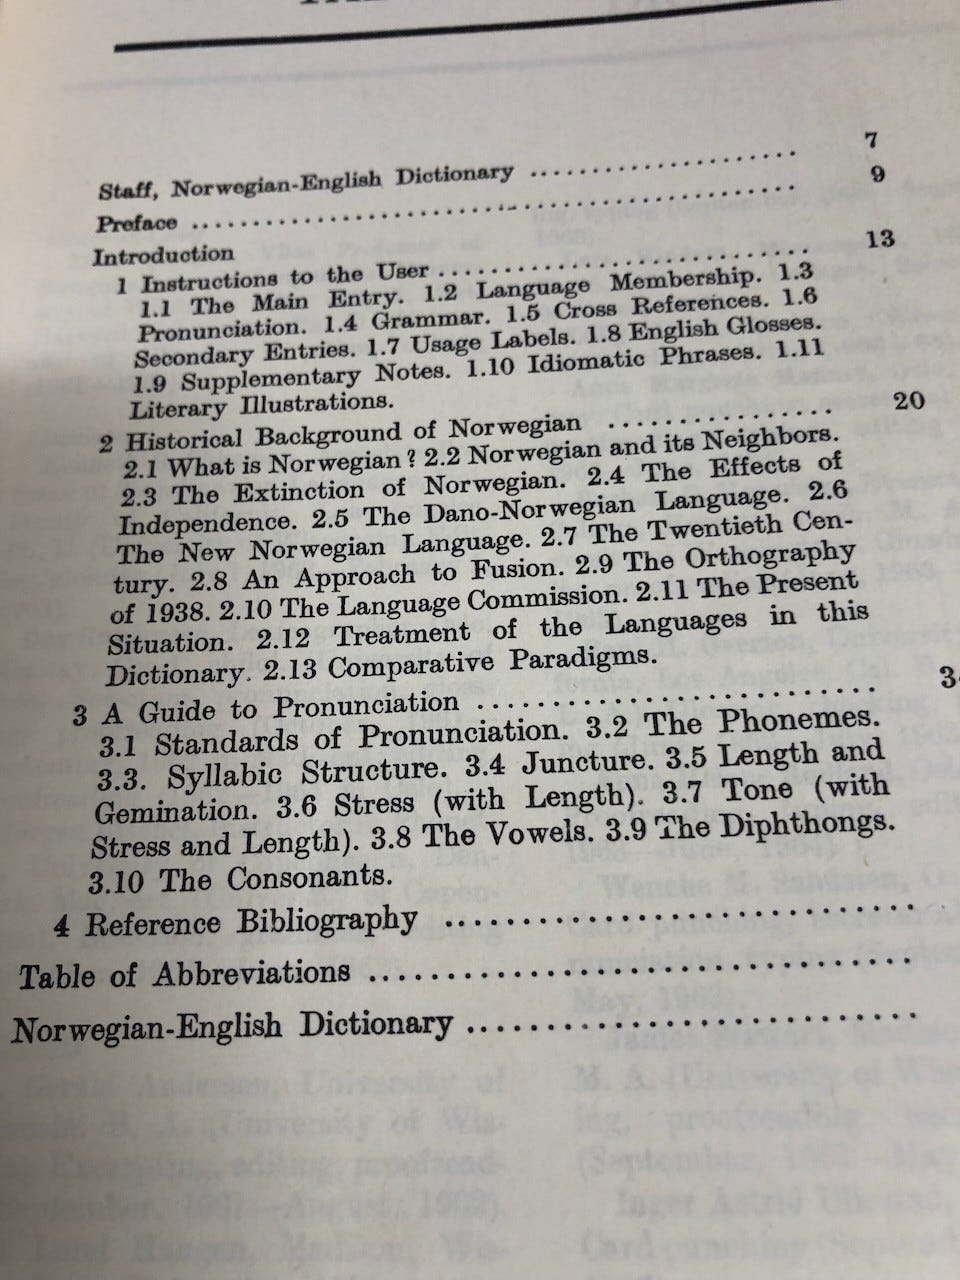 Staff, Norwegian-English Dictionary .............................. 7
Preface .............................. 9
Introduction
1 Instructions to the User .............................. 13
1.1 The Main Entry. 1.2 Language Membership. 1.3
Pronunciation. 1.4 Grammar. 1.5 Cross References. 1.6
Secondary Entries. 1.7 Usage Labels. 1.8 English Glosses.
1.9 Supplementary Notes. 1.10 Idiomatic Phrases. 1.11
Literary Illustrations.
2 Historical Background of Norwegian .............. 20
2.1 What is Norwegian? 2.2 Norwegian and its Neighbors.
2.3 The Extinction of Norwegian. 2.4 The Effects of
Independence. 2.5 The Dano-Norwegian Language. 2.6
The New Norwegian Language. 2.7 The Twentieth Cen-
tury. 2.8 An Approach to Fusion. 2.9 The Orthography
of 1938. 2.10 The Language Commission. 2.11 The Present
Situation. 2.12 Treatment of the Languages in this
Dictionary. 2.13 Comparative Paradigms.
3 A Guide to Pronunciation .............................. 3
3.1 Standards of Pronunciation. 3.2 The Phonemes.
3.3. Syllabic Structure. 3.4 Juncture. 3.5 Length and
Gemination. 3.6 Stress (with Length). 3.7 Tone (with
Stress and Length). 3.8 The Vowels. 3.9 The Diphthongs.
3.10 The Consonants.
4 Reference Bibliography ..............................
Table of Abbreviations ..............................
Norwegian-English Dictionary ..............................